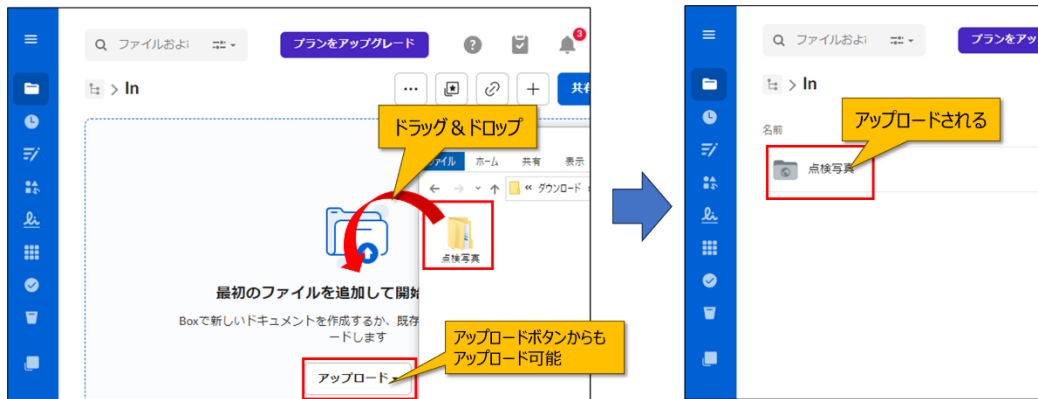 ファイルおよび
プランをアップグレード
3
> In
共有
ドラッグ＆ドロップ
ファイル ホーム 共有 表示
« ダウンロード
点検写真
最初のファイルを追加して開始
Boxで新しいドキュメントを作成するか、既存
ードします
アップロードボタンからも
アップロード可能
アップロード
ファイルおよび
プランをアッ
> In
アップロードされる
名前
点検写真